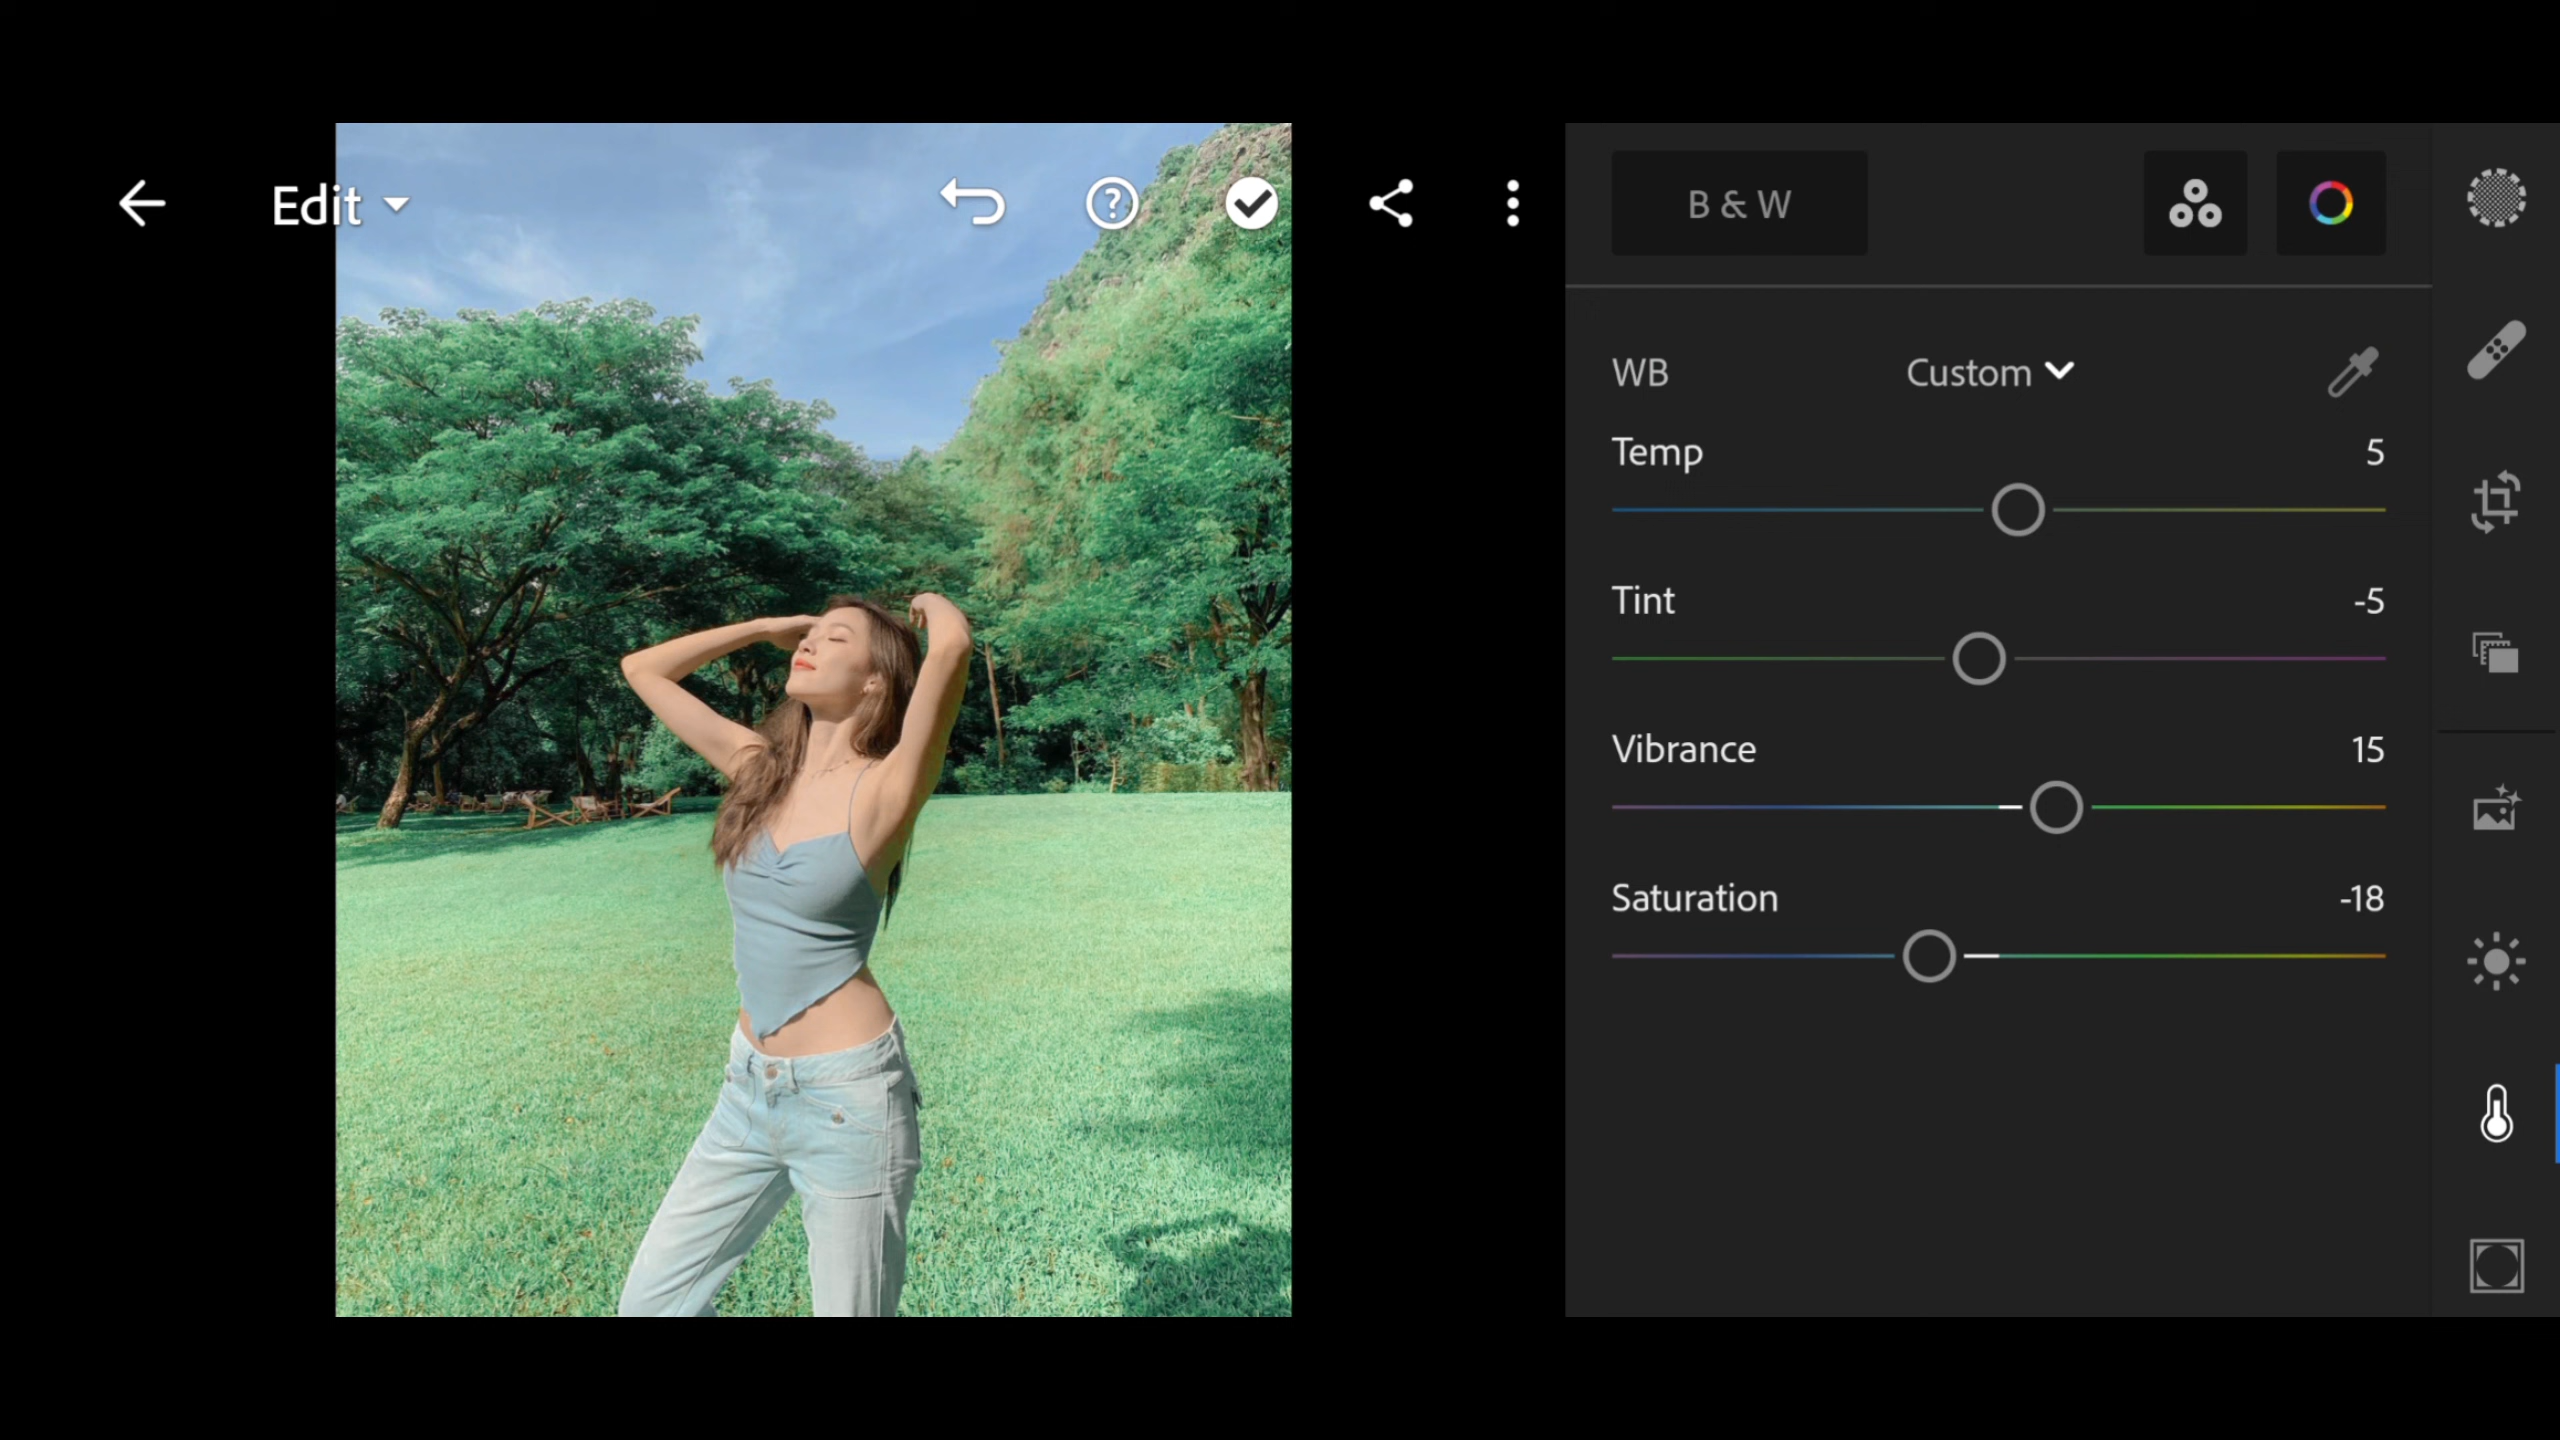 Edit
B & W
WB Custom
Temp 5
Tint -5
Vibrance 15
Saturation -18